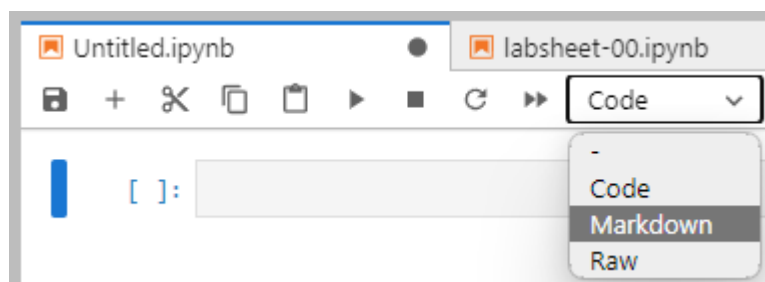 Untitled.ipynb labsheet-00.ipynb
Code
[ ]:
-
Code
Markdown
Raw